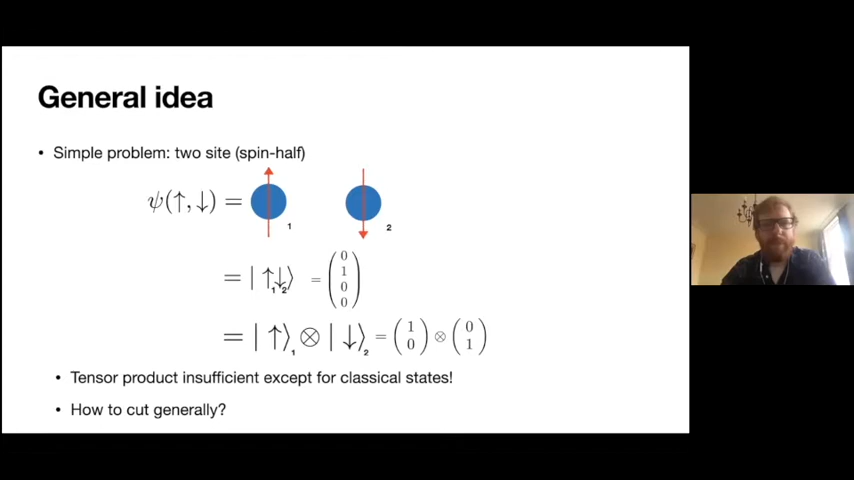 General idea
• Simple problem: two site (spin-half)
ψ(↑, ↓) = 1 2
= | ↑₁↓₂⟩ = (0 1 0 0)
= | ↑⟩₁ ⊗ | ↓⟩₂ = (1 0) ⊗ (0 1)
• Tensor product insufficient except for classical states!
• How to cut generally?